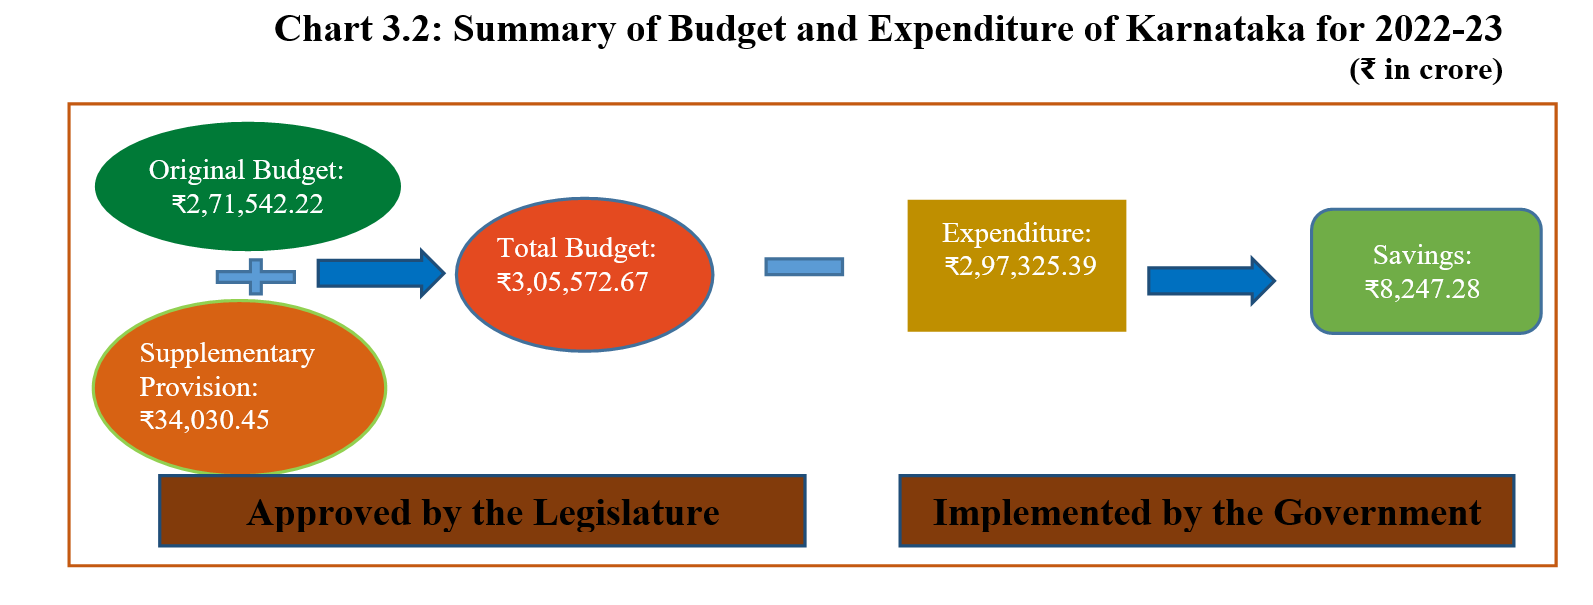 Chart 3.2: Summary of Budget and Expenditure of Karnataka for 2022-23
(₹ in crore)
Original Budget:
₹2,71,542.22
Supplementary
Provision:
₹34,030.45
Total Budget:
₹3,05,572.67
Expenditure:
₹2,97,325.39
Savings:
₹8,247.28
Approved by the Legislature
Implemented by the Government